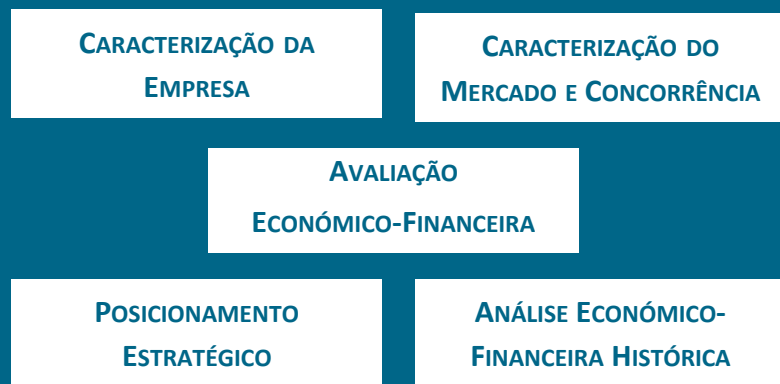 CARACTERIZAÇÃO DA
EMPRESA
CARACTERIZAÇÃO DO
MERCADO E CONCORRÊNCIA
AVALIAÇÃO
ECONÓMICO-FINANCEIRA
POSICIONAMENTO
ESTRATÉGICO
ANÁLISE ECONÓMICO-
FINANCEIRA HISTÓRICA